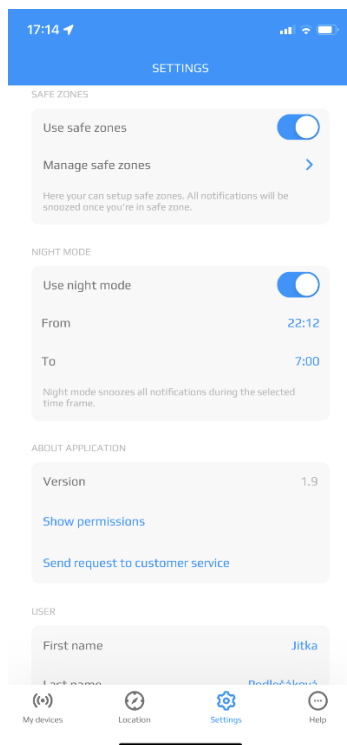 17:14
SETTINGS
SAFE ZONES
Use safe zones
Manage safe zones
Here your can setup safe zones. All notifications will be
snoozed once you're in safe zone.
NIGHT MODE
Use night mode
From 22:12
To 7:00
Night mode snoozes all notifications during the selected
time frame.
ABOUT APPLICATION
Version 1.9
Show permissions
Send request to customer service
USER
First name Jitka
Last name
My devices Location Settings Help